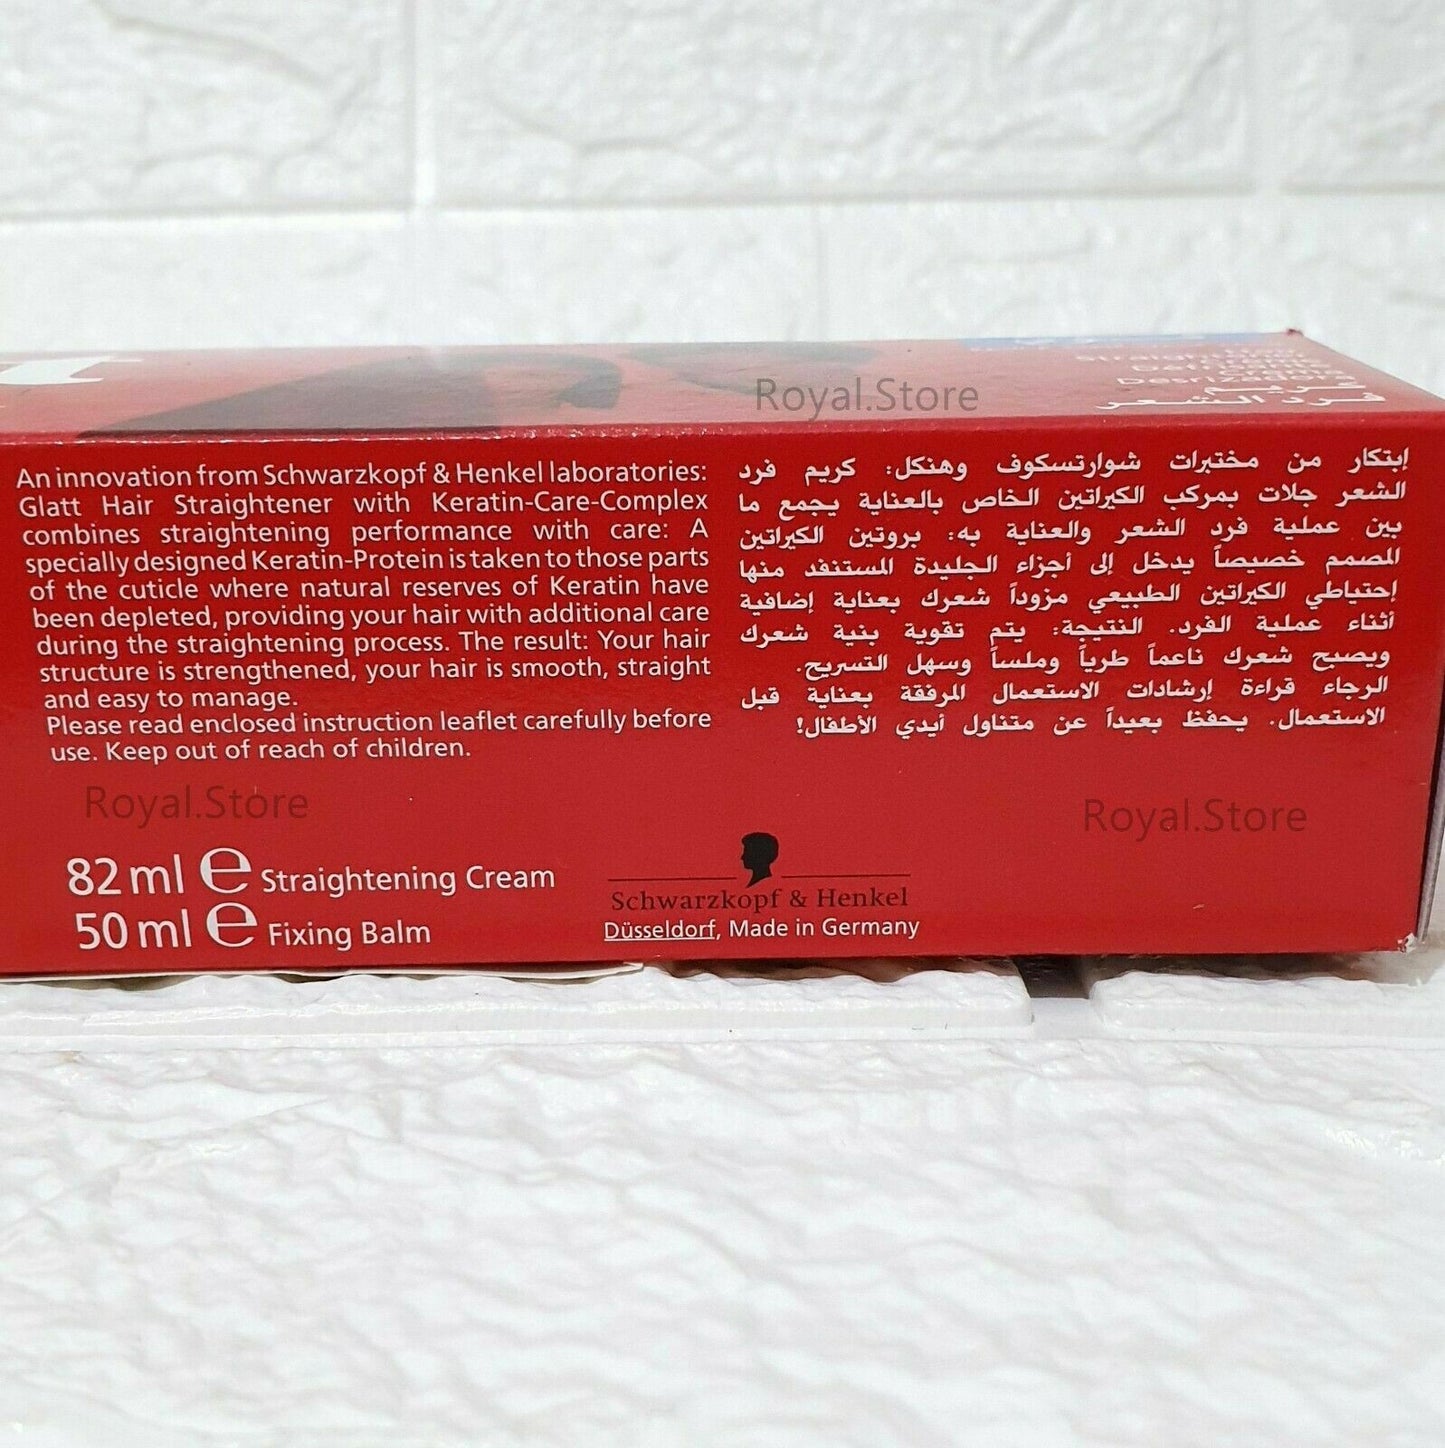 Royal.Store
كريم
فرد الشعر
An innovation from Schwarzkopf & Henkel laboratories:
Glatt Hair Straightener with Keratin-Care-Complex
combines straightening performance with care: A
specially designed Keratin-Protein is taken to those parts
of the cuticle where natural reserves of Keratin have
been depleted, providing your hair with additional care
during the straightening process. The result: Your hair
structure is strengthened, your hair is smooth, straight
and easy to manage.
Please read enclosed instruction leaflet carefully before
use. Keep out of reach of children.
إبتكار من مختبرات شوارتسكوف وهنكل: كريم فرد
الشعر جلات بمركب الكيراتين الخاص بالعناية يجمع ما
بين عملية فرد الشعر والعناية به: بروتين الكيراتين
المصمم خصيصاً يدخل إلى أجزاء الجليدة المستنفد منها
إحتياطي الكيراتين الطبيعي مزوداً شعرك بعناية إضافية
أثناء عملية الفرد. النتيجة: يتم تقوية بنية شعرك
ويصبح شعرك ناعماً طرياً وملساً وسهل التسريح.
الرجاء قراءة إرشادات الاستعمال المرفقة بعناية قبل
الاستعمال. يحفظ بعيداً عن متناول أيدي الأطفال!
Royal.Store
Royal.Store
82 ml e Straightening Cream
50 ml e Fixing Balm
Schwarzkopf & Henkel
Düsseldorf, Made in Germany